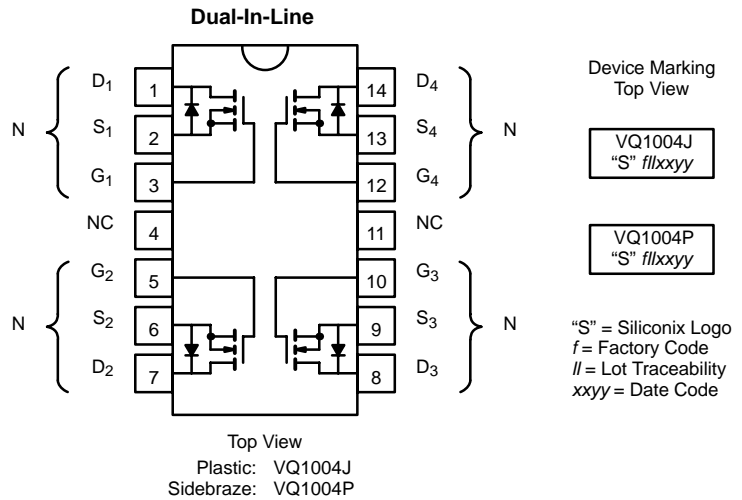 Dual-In-Line
N
D1
1
14
D4
N
S1
2
13
S4
G1
3
12
G4
NC
4
11
NC
N
G2
5
10
G3
N
S2
6
9
S3
D2
7
8
D3
Top View
Plastic: VQ1004J
Sidebraze: VQ1004P
Device Marking
Top View
VQ1004J
“S” fllxxyy
VQ1004P
“S” fllxxyy
“S” = Siliconix Logo
f = Factory Code
ll = Lot Traceability
xxyy = Date Code